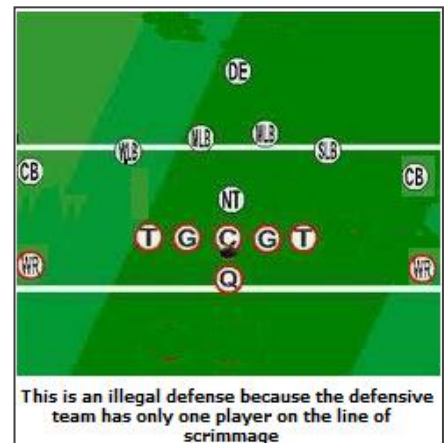 DE
WLB MLB MLB SLB
CB CB
NT
T G C G T
WR WR
Q
This is an illegal defense because the defensive
team has only one player on the line of
scrimmage